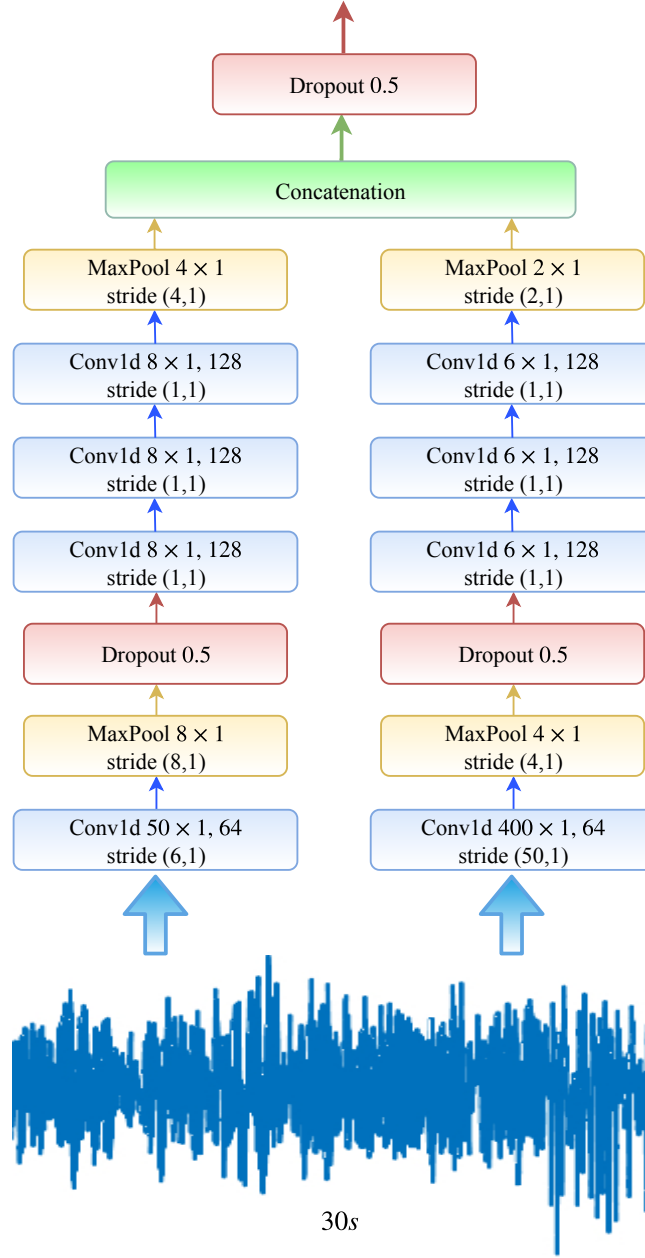 Dropout 0.5
Concatenation
MaxPool 4 × 1
stride (4,1)
MaxPool 2 × 1
stride (2,1)
Conv1d 8 × 1, 128
stride (1,1)
Conv1d 6 × 1, 128
stride (1,1)
Conv1d 8 × 1, 128
stride (1,1)
Conv1d 6 × 1, 128
stride (1,1)
Conv1d 8 × 1, 128
stride (1,1)
Conv1d 6 × 1, 128
stride (1,1)
Dropout 0.5
Dropout 0.5
MaxPool 8 × 1
stride (8,1)
MaxPool 4 × 1
stride (4,1)
Conv1d 50 × 1, 64
stride (6,1)
Conv1d 400 × 1, 64
stride (50,1)
30s